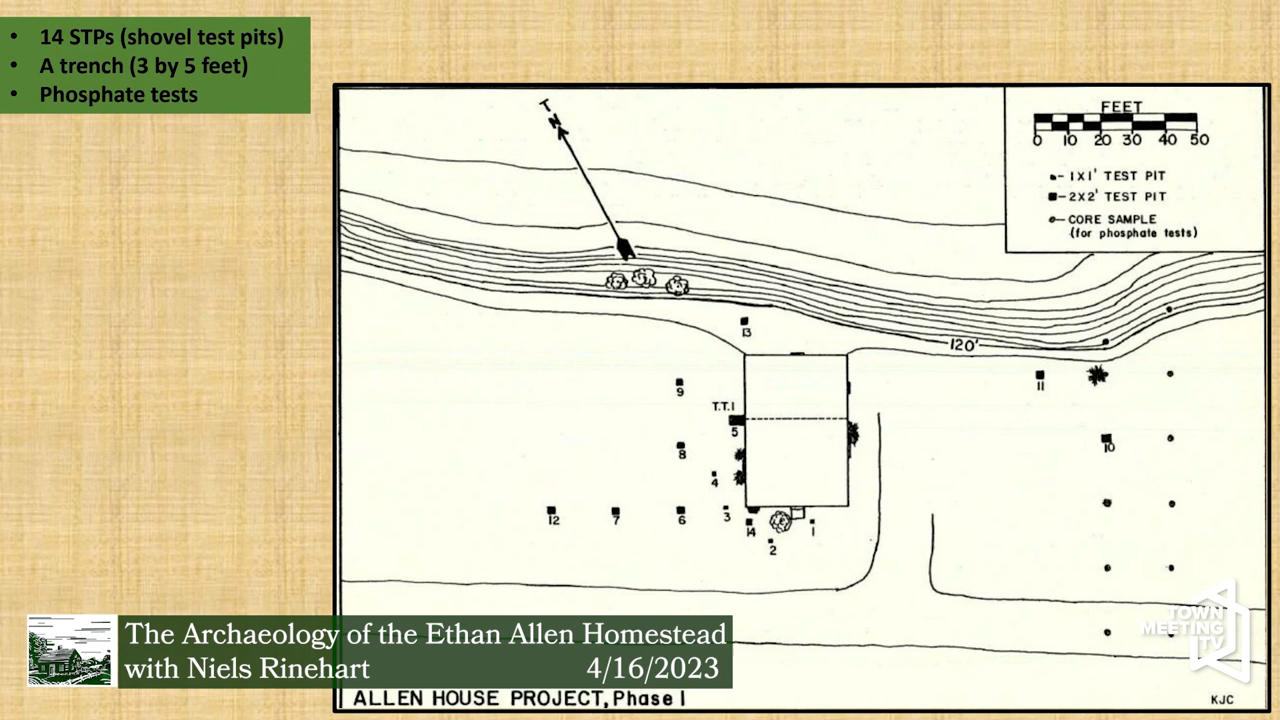 • 14 STPs (shovel test pits)
• A trench (3 by 5 feet)
• Phosphate tests
T
N
FEET
0 10 20 30 40 50
- 1X1' TEST PIT
- 2X2' TEST PIT
- CORE SAMPLE
(for phosphate tests)
13
120'
9
11
T.T.1
5
8
10
4
12
7
6
3
14
1
2
TOWN
MEETING
TV
The Archaeology of the Ethan Allen Homestead
with Niels Rinehart 4/16/2023
ALLEN HOUSE PROJECT, Phase I
KJC